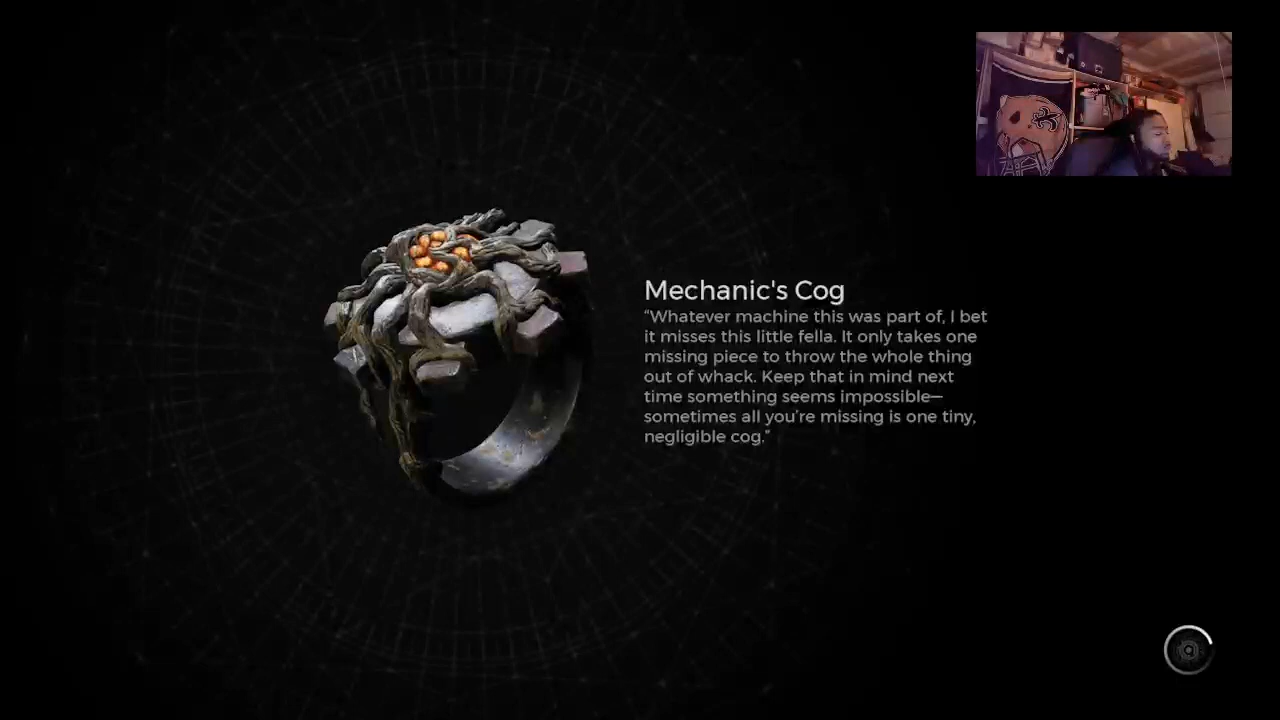 Mechanic's Cog
“Whatever machine this was part of, I bet
it misses this little fella. It only takes one
missing piece to throw the whole thing
out of whack. Keep that in mind next
time something seems impossible—
sometimes all you’re missing is one tiny,
negligible cog.”